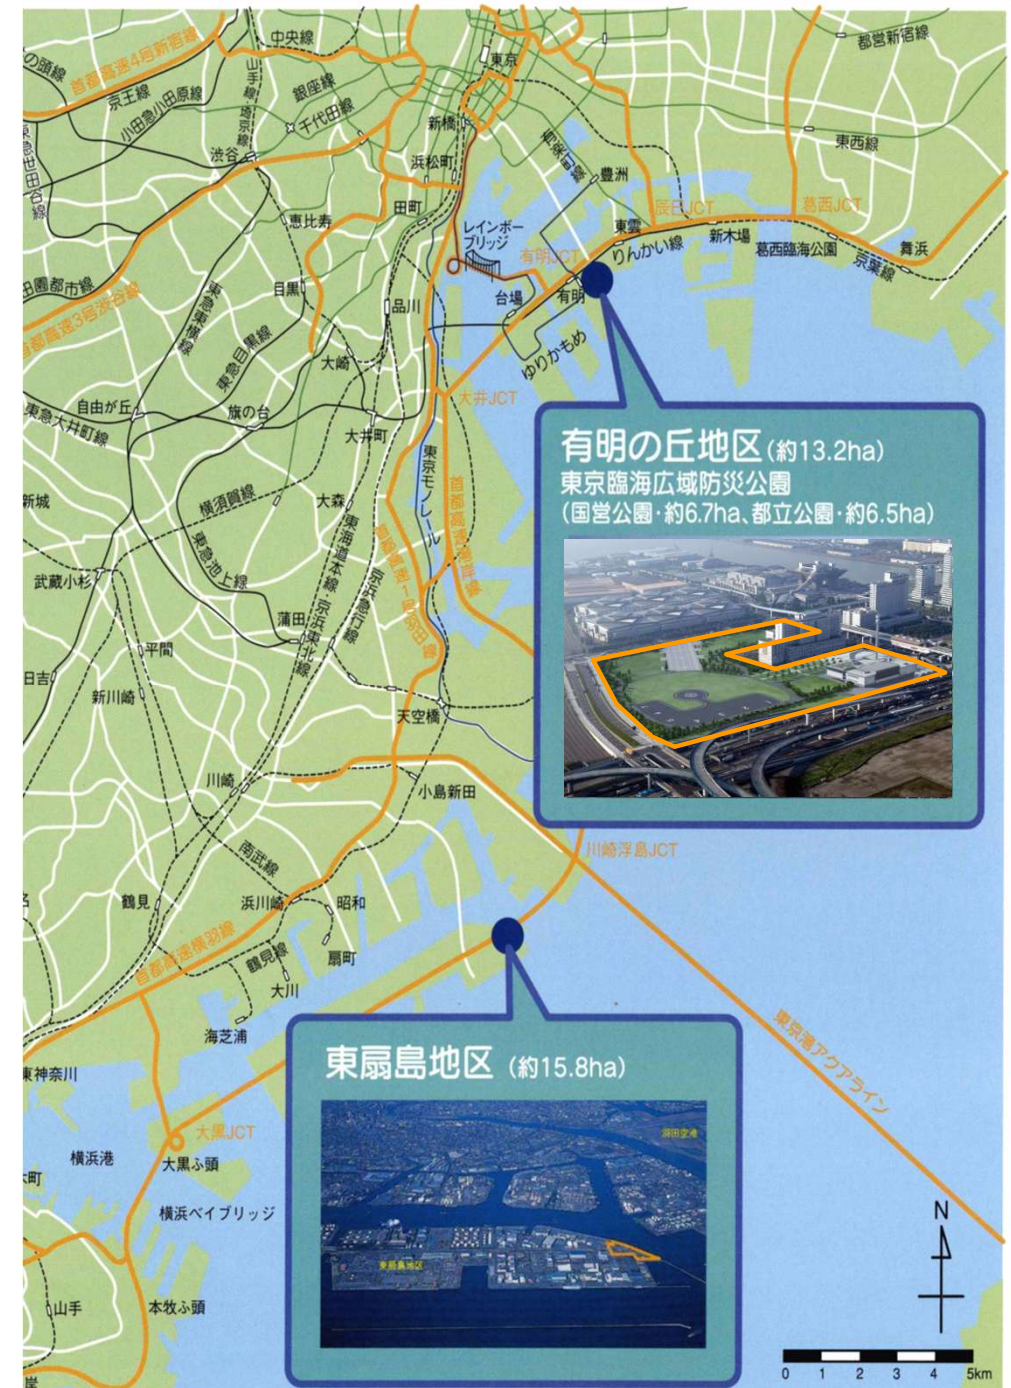 中央線
都営新宿線
の頭線
首都高速4号新宿線
東京
山手線・埼京線
京王線
小田急小田原線
銀座線
千代田線
新橋
東急世田谷線
渋谷
浜松町
有楽町線
豊洲
東西線
田町
恵比寿
レインボー
ブリッジ
東雲
辰巳JCT
葛西JCT
新木場
りんかい線
葛西臨海公園
舞浜
京葉線
有明JCT
田園都市線
目黒
東急東横線
品川
台場
有明
首都高速3号渋谷線
東急目黒線
大崎
ゆりかもめ
自由が丘
旗の台
大井JCT
東急大井町線
大井町
有明の丘地区(約13.2ha)
東京臨海広域防災公園
(国営公園・約6.7ha、都立公園・約6.5ha)
新城
横須賀線
大森
東京モノレール
首都高速湾岸線
東急池上線
東海道本線・京浜東北線
京浜急行線
首都高速1号羽田線
武蔵小杉
蒲田
平間
日吉
新川崎
天空橋
川崎
小島新田
川崎浮島JCT
南武線
鶴見
浜川崎
昭和
首都高速横羽線
鶴見線
扇町
大川
海芝浦
東京湾アクアライン
東神奈川
東扇島地区(約15.8ha)
羽田空港
東扇島地区
大黒JCT
横浜港
大黒ふ頭
横浜ベイブリッジ
山手
本牧ふ頭
N
0 1 2 3 4 5km